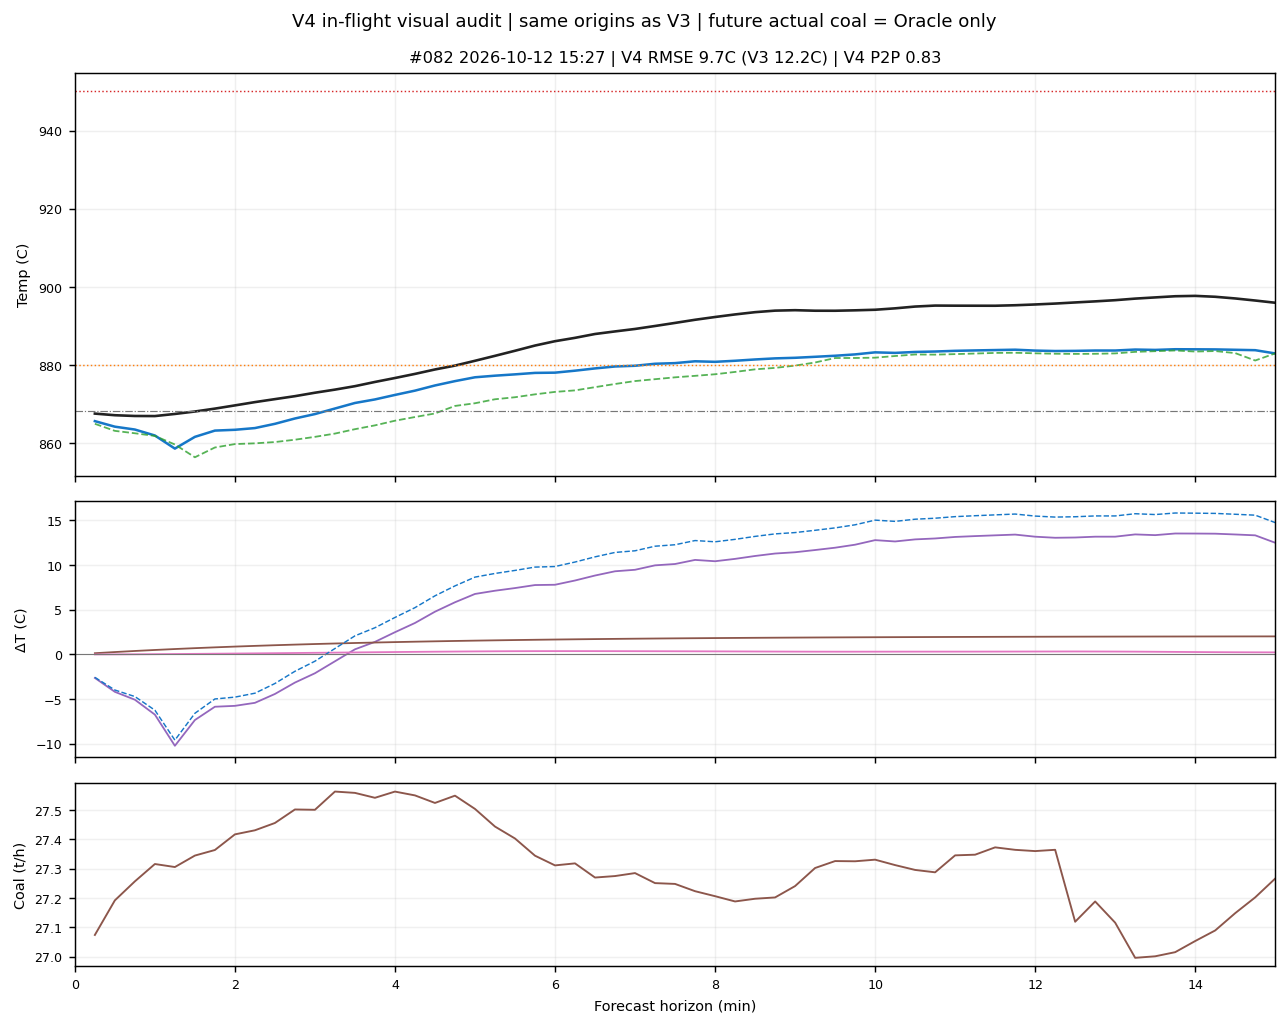 V4 in-flight visual audit | same origins as V3 | future actual coal = Oracle only
#082 2026-10-12 15:27 | V4 RMSE 9.7C (V3 12.2C) | V4 P2P 0.83
940
920
900
880
860
Temp (C)
15
10
5
0
−5
−10
ΔT (C)
27.5
27.4
27.3
27.2
27.1
27.0
Coal (t/h)
0 2 4 6 8 10 12 14
Forecast horizon (min)